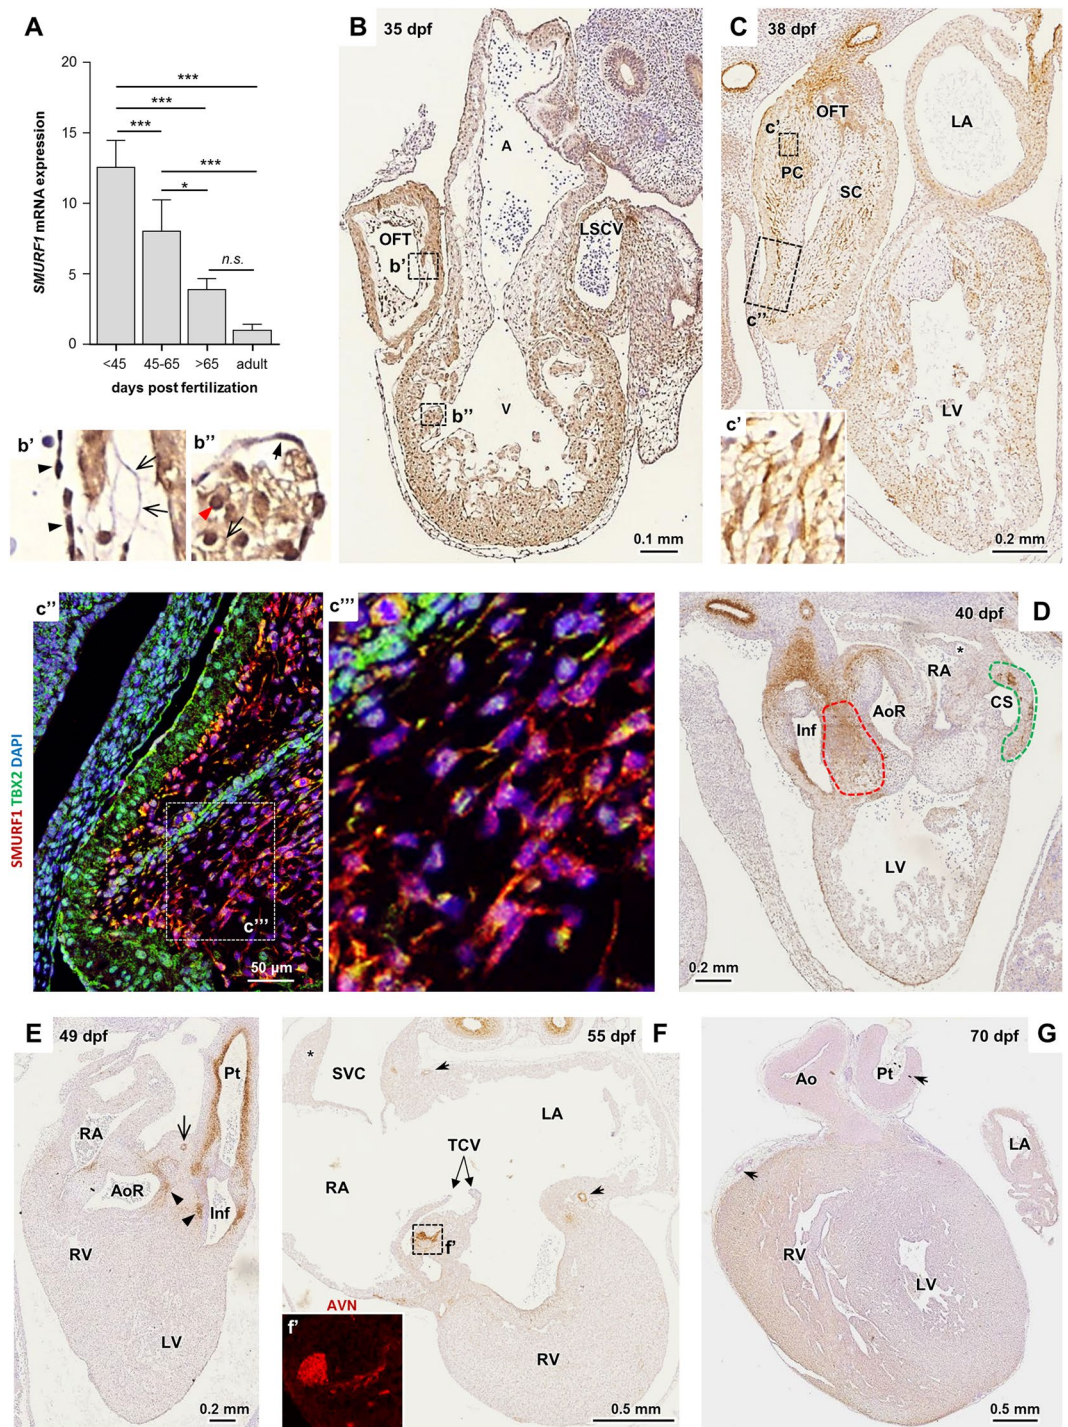 A
20
15
10
5
0
SMURF1 mRNA expression
***
***
***
***
*
n.s.
<45 45-65 >65 adult
days post fertilization
B
35 dpf
A
OFT
b’
LSCV
b’’
V
0.1 mm
C
38 dpf
OFT
c’
PC
SC
LA
c’’
LV
c’
0.2 mm
b’
b’’
c’’
SMURF1 TBX2 DAPI
c’’’
50 µm
c’’’
40 dpf
D
*
RA
CS
Inf
AoR
LV
0.2 mm
E
49 dpf
Pt
RA
AoR
Inf
RV
LV
0.2 mm
55 dpf
F
*
SVC
LA
TCV
RA
f’
AVN
f’
RV
0.5 mm
70 dpf
G
Ao
Pt
LA
RV
LV
0.5 mm